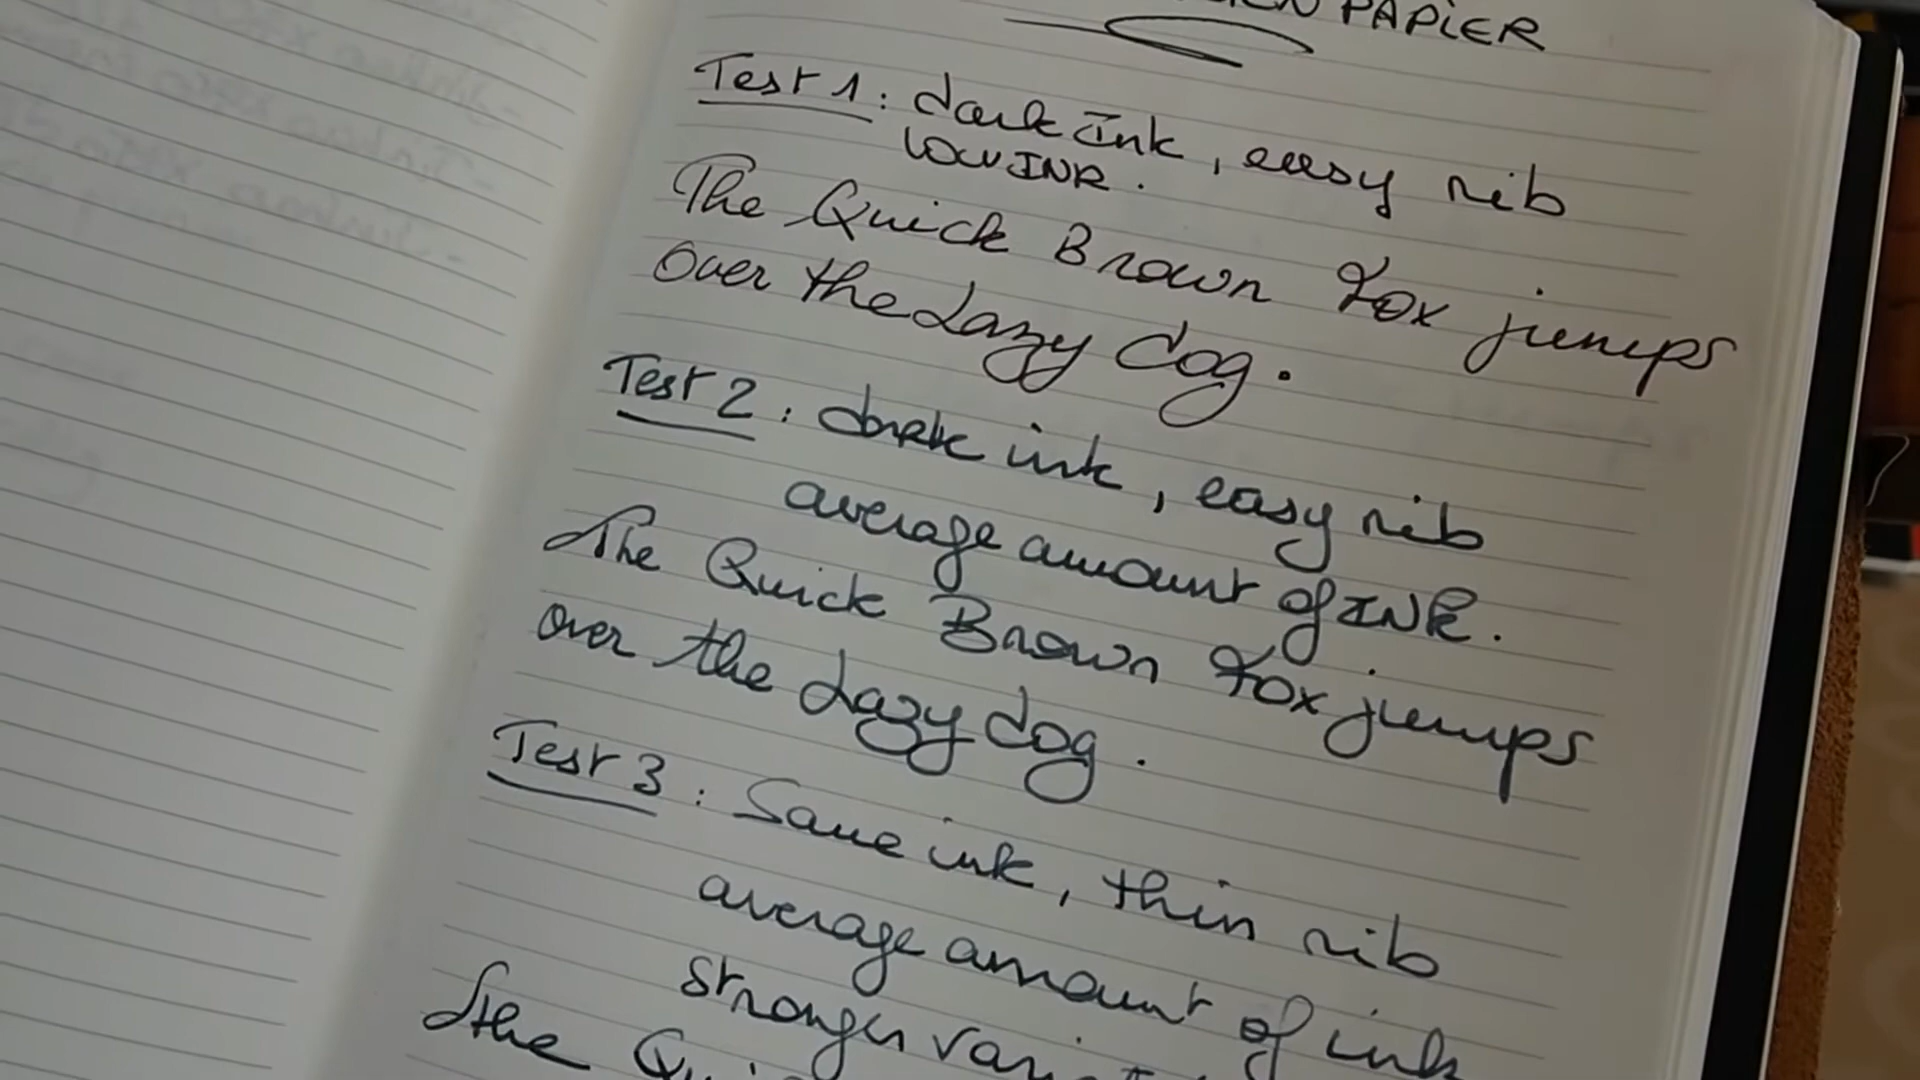 PAPIER
Test 1: dark Ink, easy nib
LOW INK.
The Quick Brown Fox jumps
Over the Lazy dog.
Test 2: dark ink, easy nib
average amount of INK.
The Quick Brown Fox jumps
over the Lazy dog.
Test 3: Same ink, thin nib
average amount of ink
stronger
the